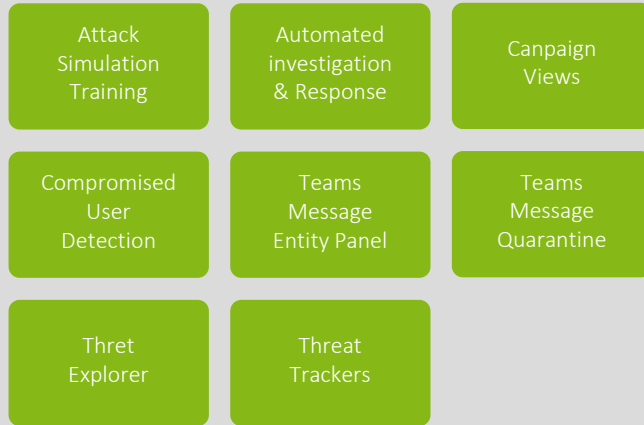 Attack
Simulation
Training
Automated
investigation
& Response
Canpaign
Views
Compromised
User
Detection
Teams
Message
Entity Panel
Teams
Message
Quarantine
Thret
Explorer
Threat
Trackers